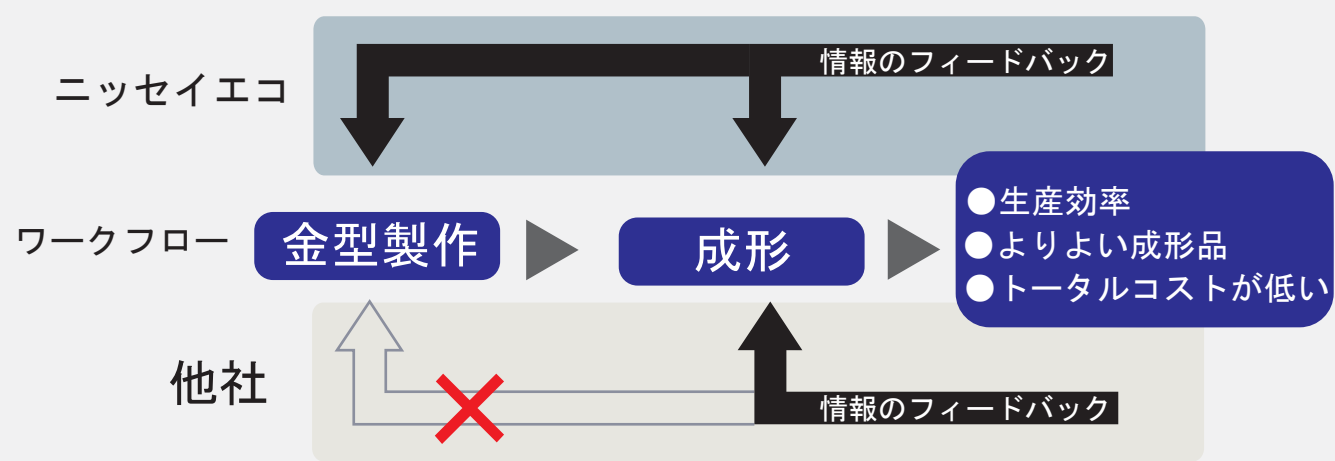 ニッセイエコ
情報のフィードバック
ワークフロー
金型製作
成形
●生産効率
●よりよい成形品
●トータルコストが低い
他社
情報のフィードバック